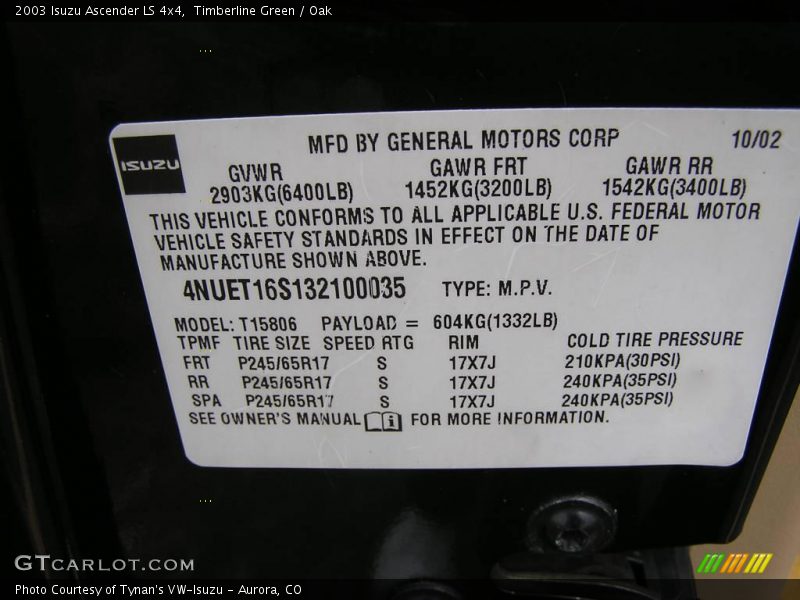 2003 Isuzu Ascender LS 4x4,  Timberline Green / Oak
MFD BY GENERAL MOTORS CORP 10/02
ISUZU
GVWR GAWR FRT GAWR RR
2903KG(6400LB) 1452KG(3200LB) 1542KG(3400LB)
THIS VEHICLE CONFORMS TO ALL APPLICABLE U.S. FEDERAL MOTOR
VEHICLE SAFETY STANDARDS IN EFFECT ON THE DATE OF
MANUFACTURE SHOWN ABOVE.
4NUET16S132100035 TYPE: M.P.V.
MODEL: T15806 PAYLOAD = 604KG(1332LB)
TPMF TIRE SIZE SPEED RTG RIM COLD TIRE PRESSURE
FRT P245/65R17 S 17X7J 210KPA(30PSI)
RR P245/65R17 S 17X7J 240KPA(35PSI)
SPA P245/65R17 S 17X7J 240KPA(35PSI)
SEE OWNER'S MANUAL FOR MORE INFORMATION.
GTCARLOT.COM
Photo Courtesy of Tynan's VW-Isuzu - Aurora, CO